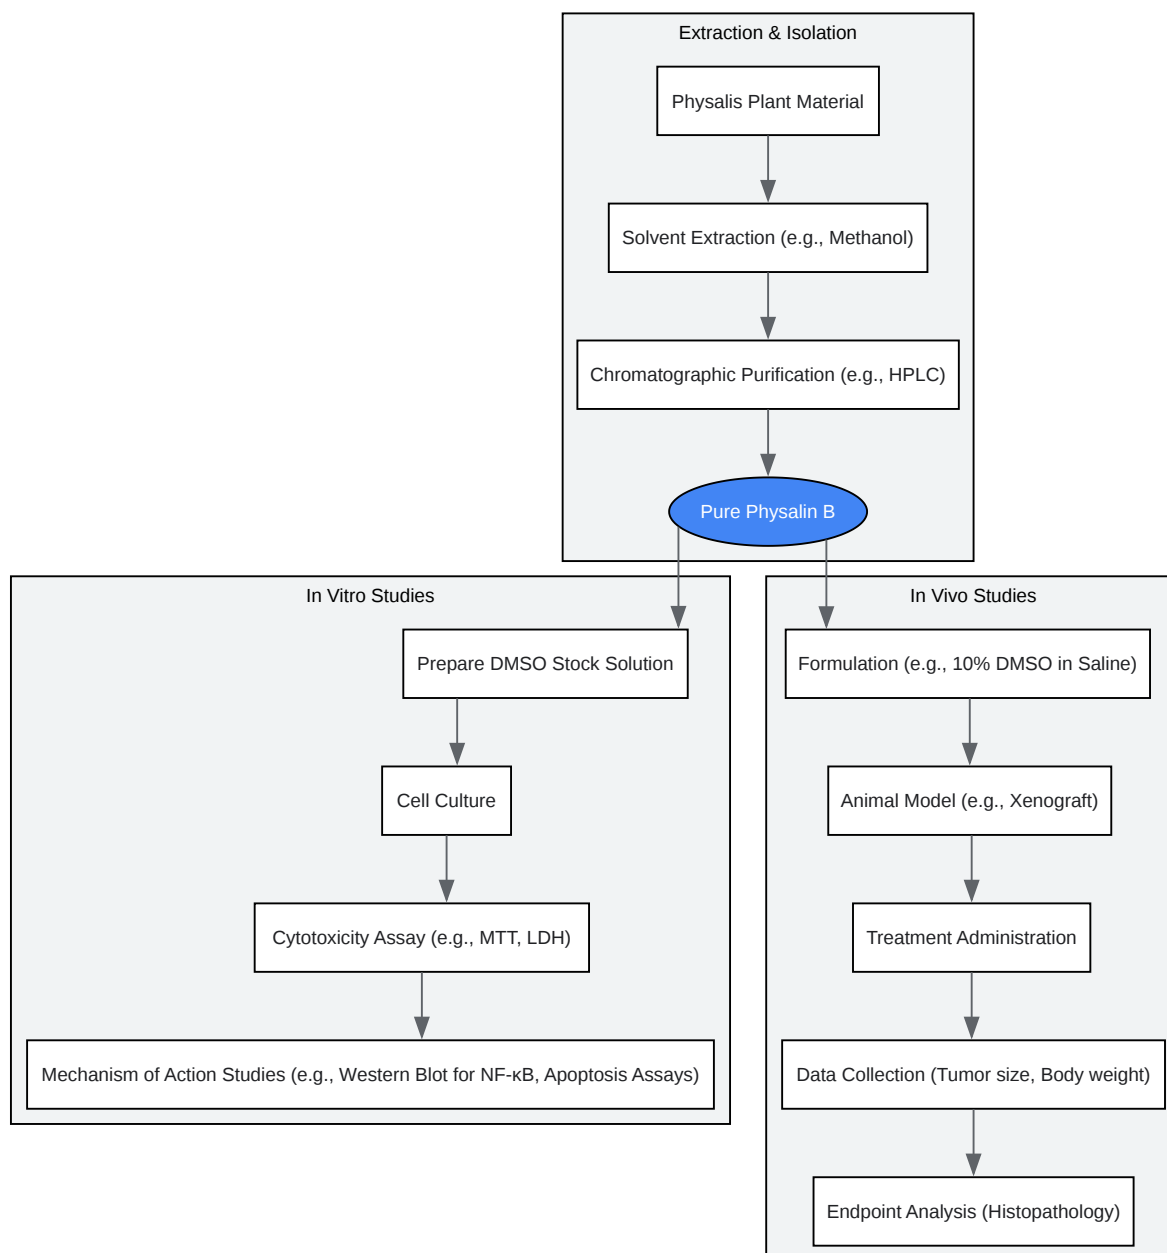 Extraction & Isolation
Physalis Plant Material
Solvent Extraction (e.g., Methanol)
Chromatographic Purification (e.g., HPLC)
Pure Physalin B
In Vitro Studies
Prepare DMSO Stock Solution
Cell Culture
Cytotoxicity Assay (e.g., MTT, LDH)
Mechanism of Action Studies (e.g., Western Blot for NF-κB, Apoptosis Assays)
In Vivo Studies
Formulation (e.g., 10% DMSO in Saline)
Animal Model (e.g., Xenograft)
Treatment Administration
Data Collection (Tumor size, Body weight)
Endpoint Analysis (Histopathology)